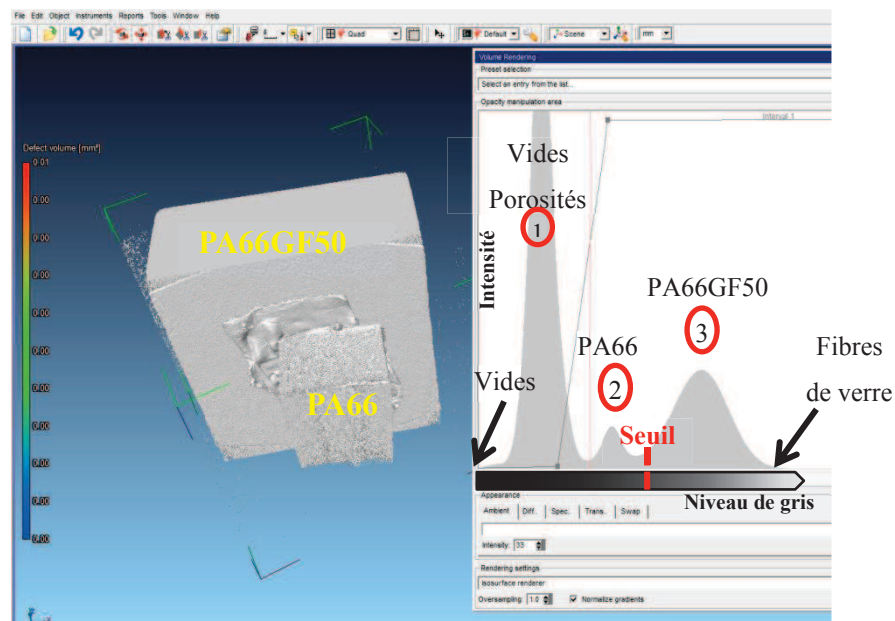 File Edit Object Instruments Reports Tools Window Help
Quad
Default
Scene
mm
Volume Rendering
Preset selection
Select an entry from the list...
Opacity manipulation area
Interval 1
Defect volume [mm³]
0.01
0.00
0.00
0.00
0.00
0.00
0.00
0.00
0.00
0.00
0.00
PA66GF50
PA66
Vides
Porosités
1
Intensité
PA66GF50
3
PA66
2
Fibres
de verre
Vides
Seuil
Niveau de gris
Appearance
Ambient Diff. Spec. Trans. Swap
Intensity: 33
Rendering settings
Isosurface renderer
Oversampling: 1.0 Normalize gradients